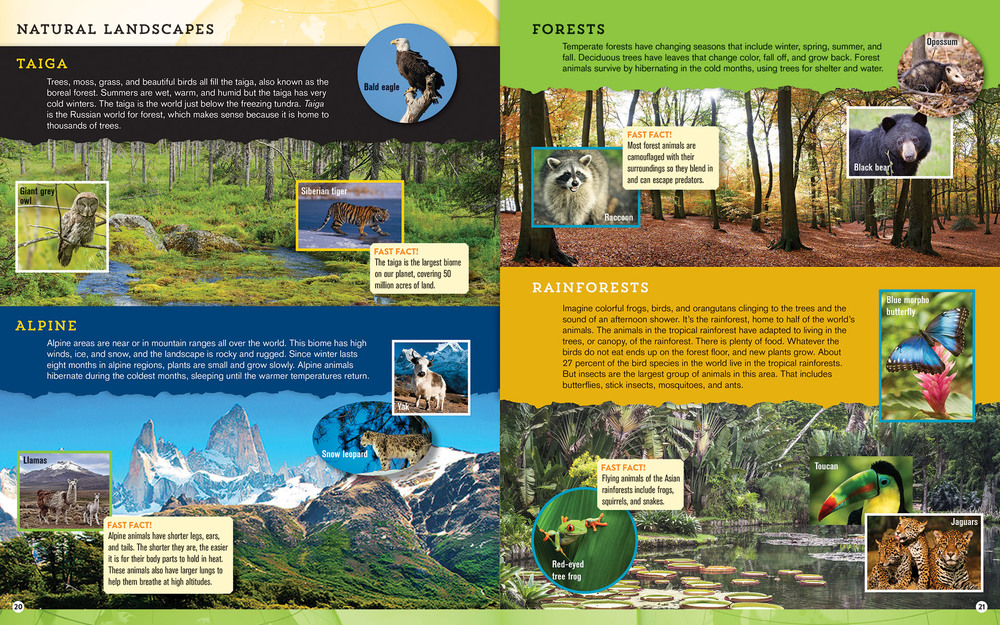 NATURAL LANDSCAPES
TAIGA
Trees, moss, grass, and beautiful birds all fill the taiga, also known as the
boreal forest. Summers are wet, warm, and humid but the taiga has very
cold winters. The taiga is the world just below the freezing tundra. Taiga
is the Russian world for forest, which makes sense because it is home to
thousands of trees.
Bald eagle
Giant grey
owl
Siberian tiger
FAST FACT!
The taiga is the largest biome
on our planet, covering 50
million acres of land.
ALPINE
Alpine areas are near or in mountain ranges all over the world. This biome has high
winds, ice, and snow, and the landscape is rocky and rugged. Since winter lasts
eight months in alpine regions, plants are small and grow slowly. Alpine animals
hibernate during the coldest months, sleeping until the warmer temperatures return.
Yak
Snow leopard
Llamas
FAST FACT!
Alpine animals have shorter legs, ears,
and tails. The shorter they are, the easier
it is for their body parts to hold in heat.
These animals also have larger lungs to
help them breathe at high altitudes.
20
FORESTS
Temperate forests have changing seasons that include winter, spring, summer, and
fall. Deciduous trees have leaves that change color, fall off, and grow back. Forest
animals survive by hibernating in the cold months, using trees for shelter and water.
Opossum
FAST FACT!
Most forest animals are
camouflaged with their
surroundings so they blend in
and can escape predators.
Black bear
Raccoon
RAINFORESTS
Imagine colorful frogs, birds, and orangutans clinging to the trees and the
sound of an afternoon shower. It's the rainforest, home to half of the world's
animals. The animals in the tropical rainforest have adapted to living in the
trees, or canopy, of the rainforest. There is plenty of food. Whatever the
birds do not eat ends up on the forest floor, and new plants grow. About
27 percent of the bird species in the world live in the tropical rainforests.
But insects are the largest group of animals in this area. That includes
butterflies, stick insects, mosquitoes, and ants.
Blue morpho
butterfly
FAST FACT!
Flying animals of the Asian
rainforests include frogs,
squirrels, and snakes.
Toucan
Jaguars
Red-eyed
tree frog
21